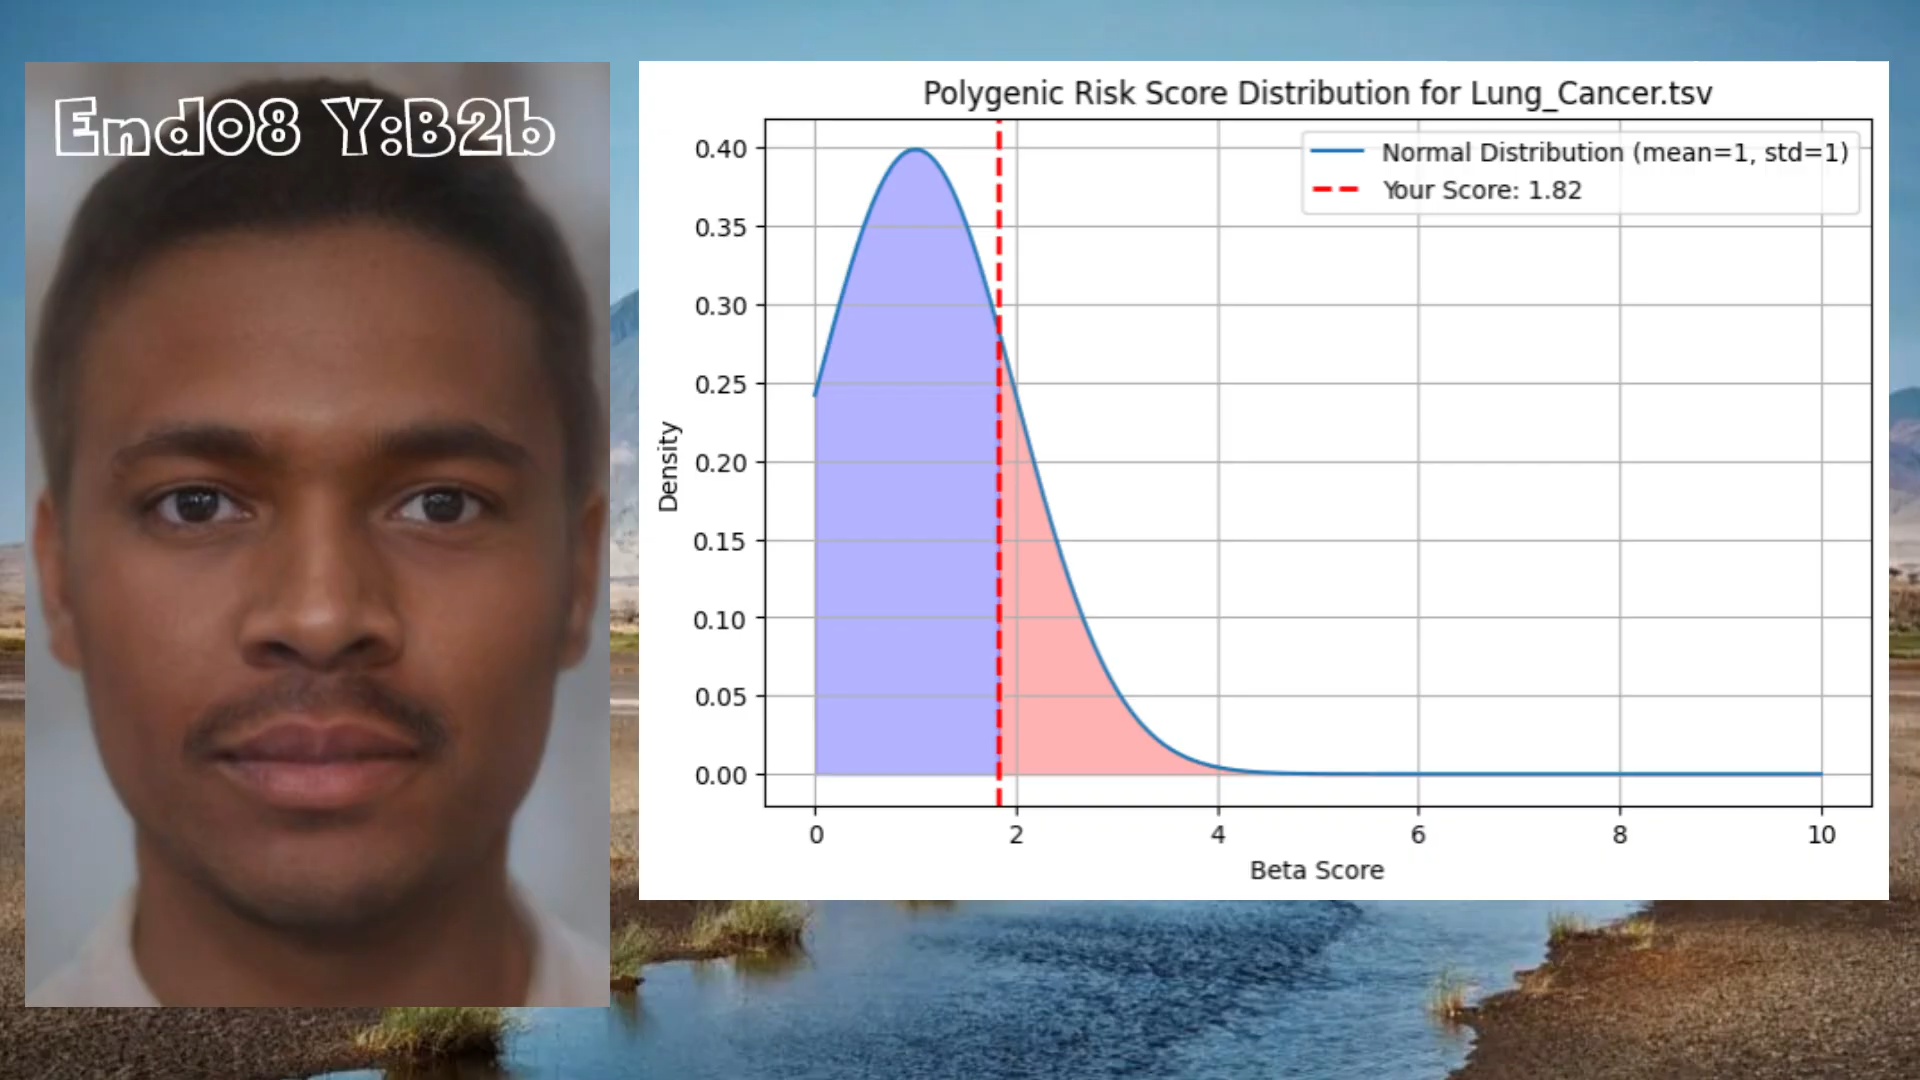 End08 Y:B2b
Polygenic Risk Score Distribution for Lung_Cancer.tsv
Normal Distribution (mean=1, std=1)
Your Score: 1.82
0.40
0.35
0.30
0.25
0.20
0.15
0.10
0.05
0.00
Density
0 2 4 6 8 10
Beta Score